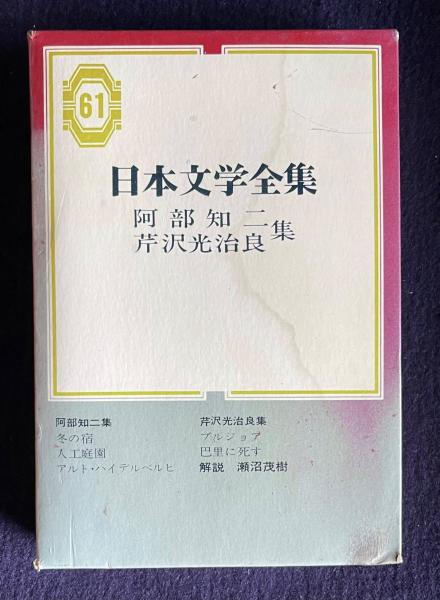 61
日本文学全集
阿部知二
芹沢光治良
集
阿部知二集
冬の宿
人工庭園
アルト・ハイデルベルヒ
芹沢光治良集
ブルジョア
巴里に死す
解説 瀬沼茂樹